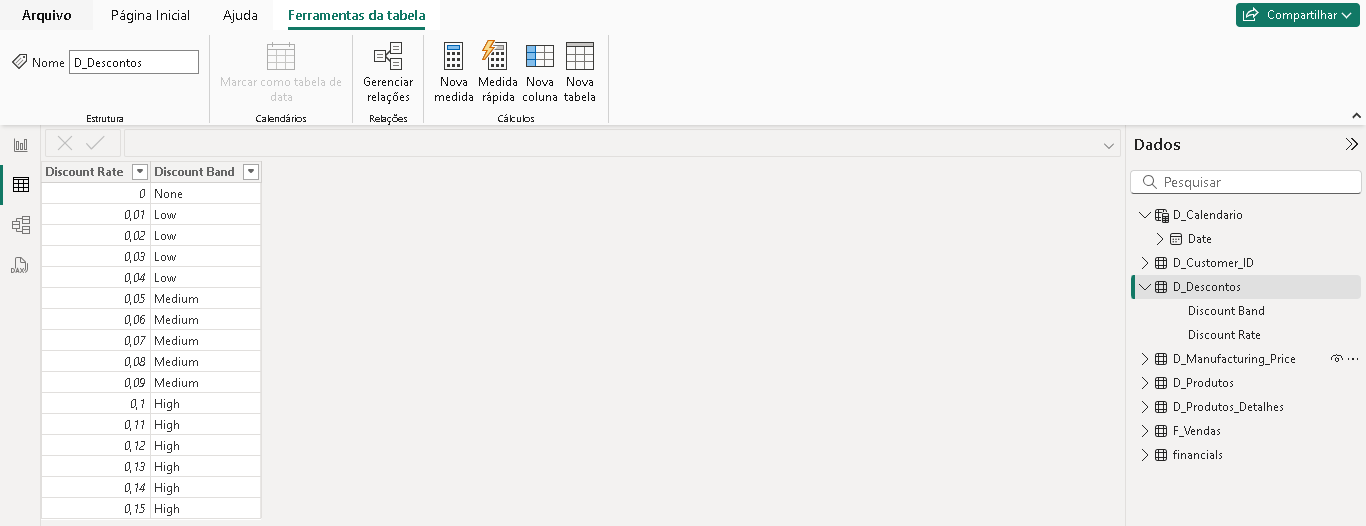 Arquivo Página Inicial Ajuda Ferramentas da tabela Compartilhar
Nome D_Descontos
Marcar como tabela de data
Gerenciar relações
Nova medida
Medida rápida
Nova coluna
Nova tabela
Estrutura Calendários Relações Cálculos
Discount Rate Discount Band
0 None
0,01 Low
0,02 Low
0,03 Low
0,04 Low
0,05 Medium
0,06 Medium
0,07 Medium
0,08 Medium
0,09 Medium
0,1 High
0,11 High
0,12 High
0,13 High
0,14 High
0,15 High
DAX
Dados
Pesquisar
D_Calendario
Date
D_Customer_ID
D_Descontos
Discount Band
Discount Rate
D_Manufacturing_Price
D_Produtos
D_Produtos_Detalhes
F_Vendas
financials